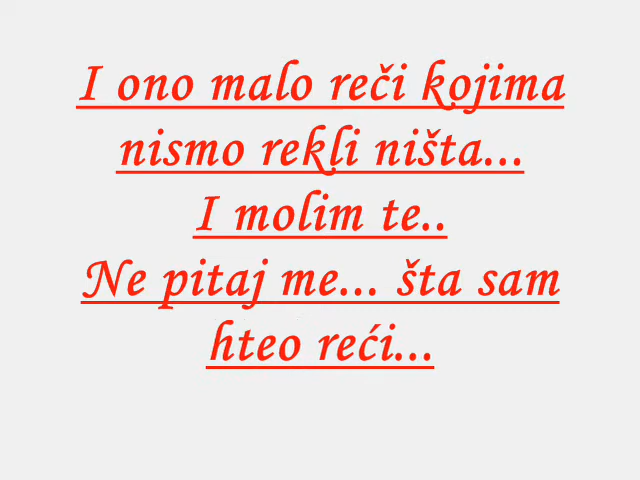 I ono malo reči kojima
nismo rekli ništa...
I molim te..
Ne pitaj me... šta sam
hteo reći...